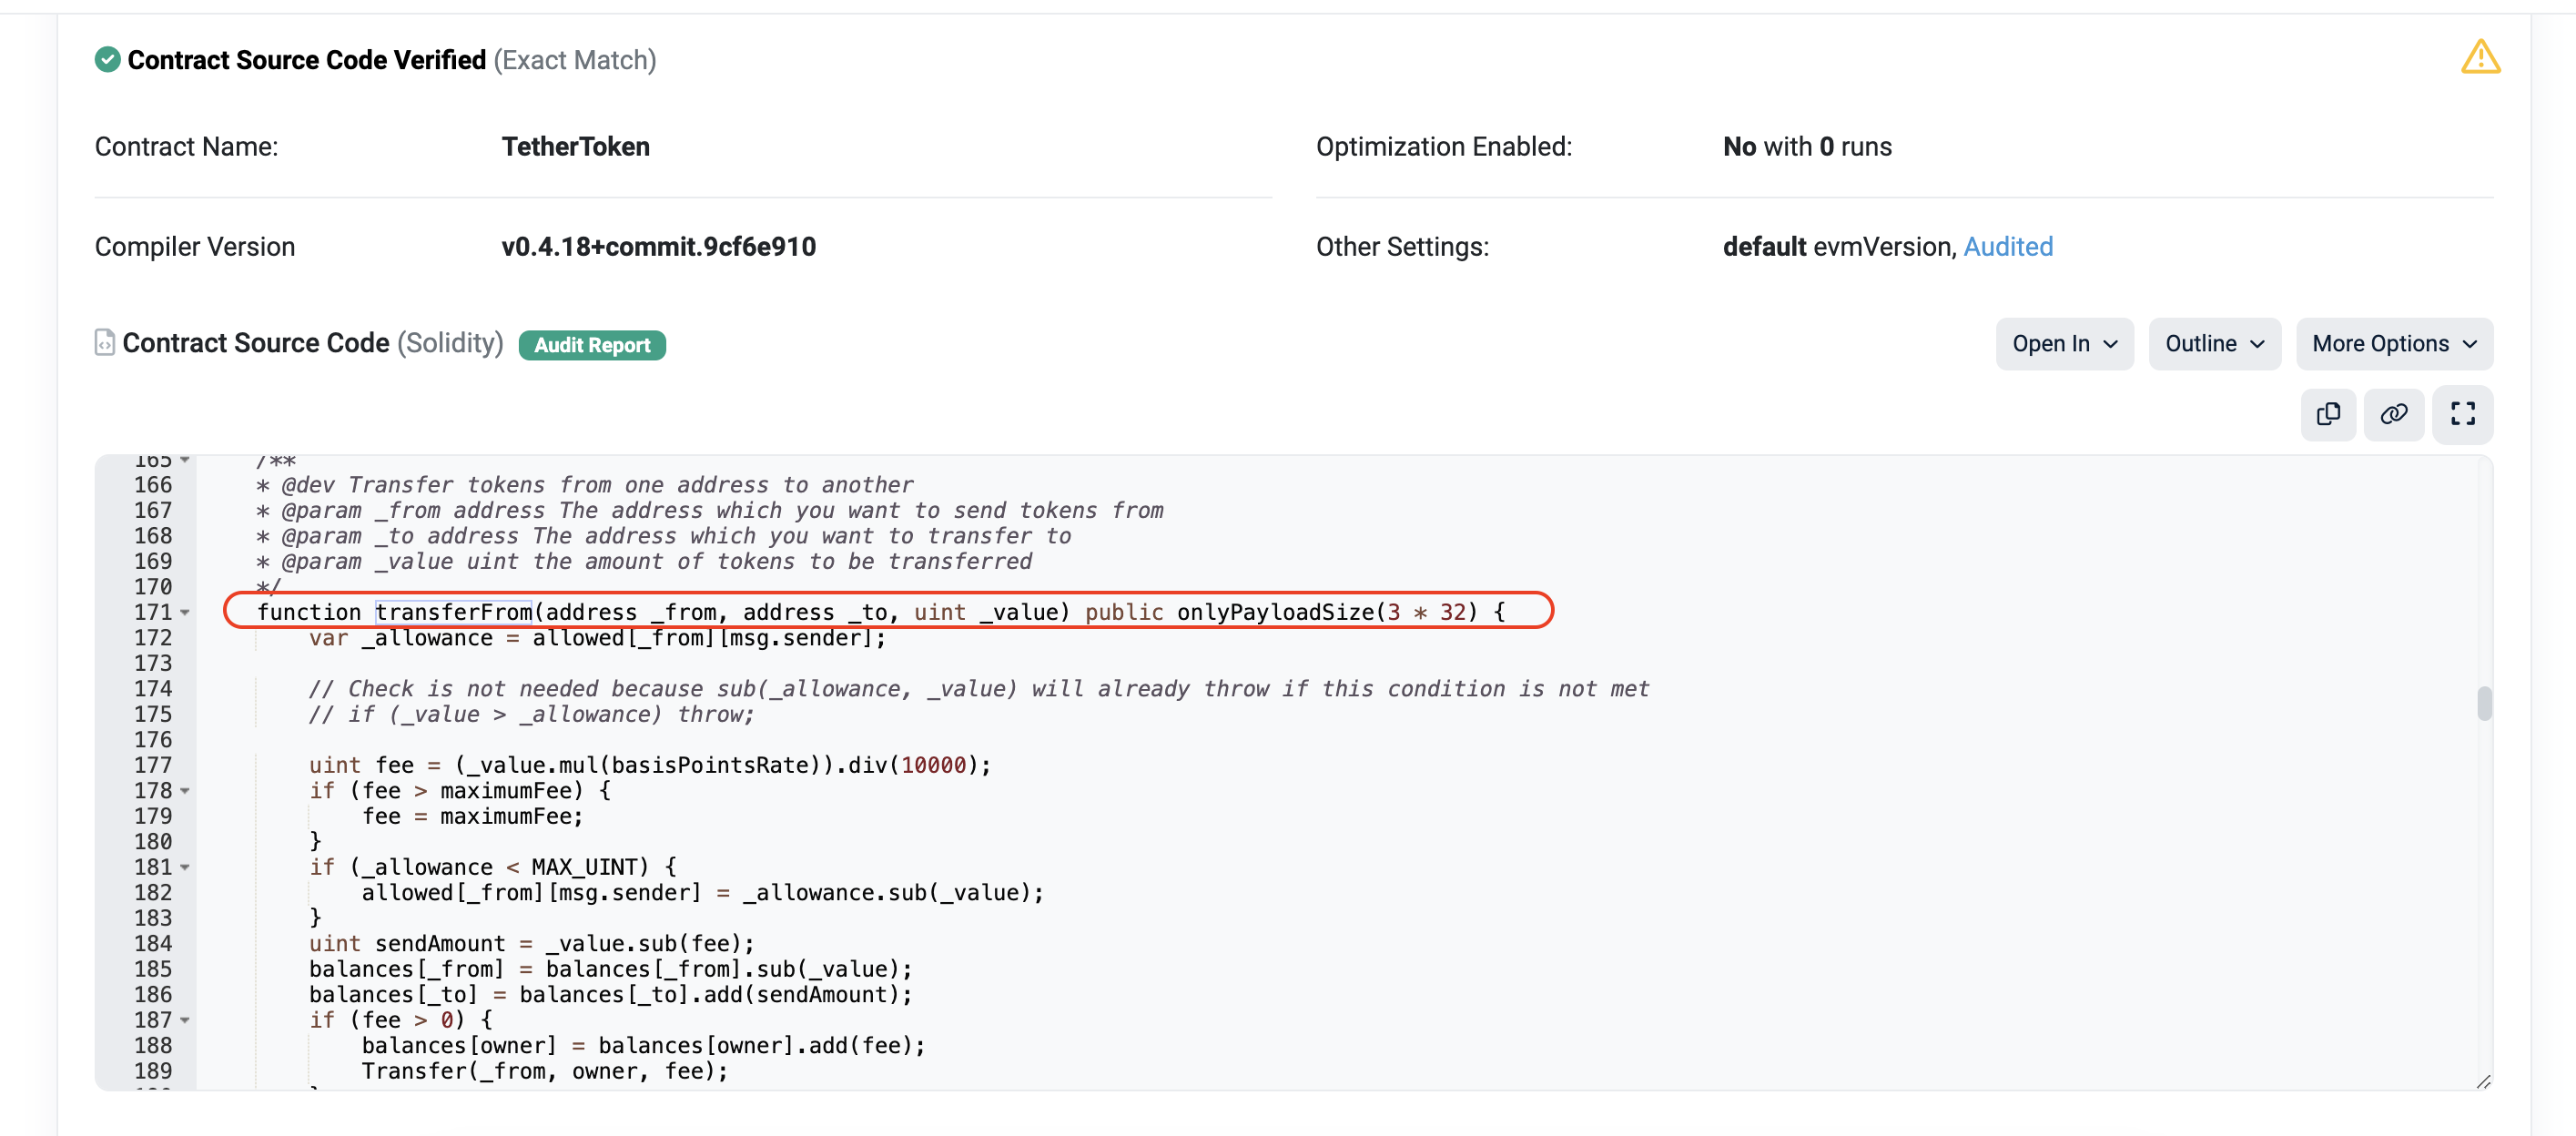 Contract Source Code Verified (Exact Match)
Contract Name: TetherToken Optimization Enabled: No with 0 runs
Compiler Version v0.4.18+commit.9cf6e910 Other Settings: default evmVersion, Audited
Contract Source Code (Solidity) Audit Report Open In Outline More Options
165 /**
166 * @dev Transfer tokens from one address to another
167 * @param _from address The address which you want to send tokens from
168 * @param _to address The address which you want to transfer to
169 * @param _value uint the amount of tokens to be transferred
170 */
171 function transferFrom(address _from, address _to, uint _value) public onlyPayloadSize(3 * 32) {
172 var _allowance = allowed[_from][msg.sender];
173
174 // Check is not needed because sub(_allowance, _value) will already throw if this condition is not met
175 // if (_value > _allowance) throw;
176
177 uint fee = (_value.mul(basisPointsRate)).div(10000);
178 if (fee > maximumFee) {
179 fee = maximumFee;
180 }
181 if (_allowance < MAX_UINT) {
182 allowed[_from][msg.sender] = _allowance.sub(_value);
183 }
184 uint sendAmount = _value.sub(fee);
185 balances[_from] = balances[_from].sub(_value);
186 balances[_to] = balances[_to].add(sendAmount);
187 if (fee > 0) {
188 balances[owner] = balances[owner].add(fee);
189 Transfer(_from, owner, fee);